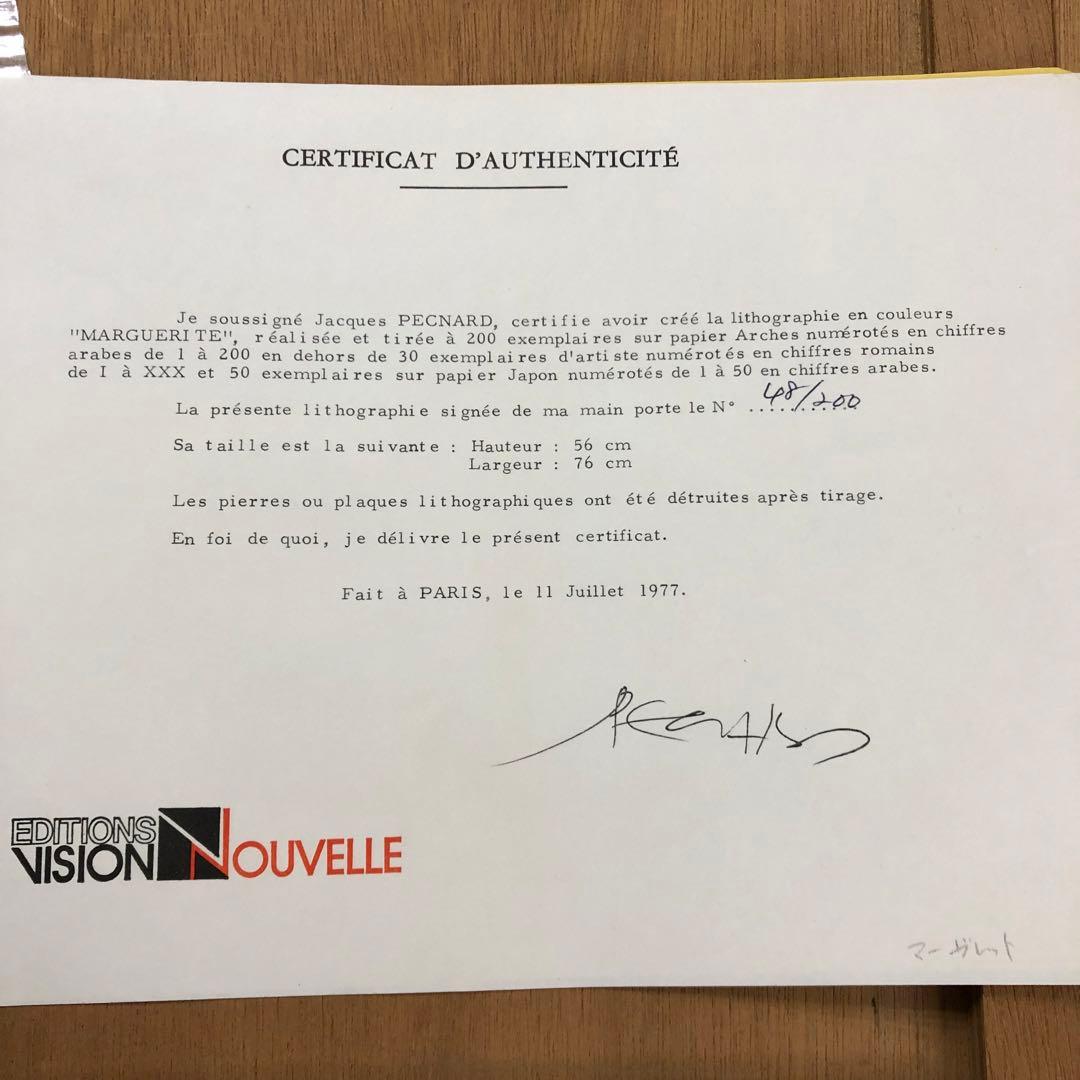 CERTIFICAT D'AUTHENTICITÉ
Je soussigné Jacques PECNARD, certifie avoir créé la lithographie en couleurs
"MARGUERITE", réalisée et tirée à 200 exemplaires sur papier Arches numérotés en chiffres
arabes de 1 à 200 en dehors de 30 exemplaires d'artiste numérotés en chiffres romains
de I à XXX et 50 exemplaires sur papier Japon numérotés de 1 à 50 en chiffres arabes.
La présente lithographie signée de ma main porte le N° 48/200
Sa taille est la suivante : Hauteur : 56 cm
Largeur : 76 cm
Les pierres ou plaques lithographiques ont été détruites après tirage.
En foi de quoi, je délivre le présent certificat.
Fait à PARIS, le 11 Juillet 1977.
PECNARD
EDITIONS
VISION NOUVELLE
マーガレット